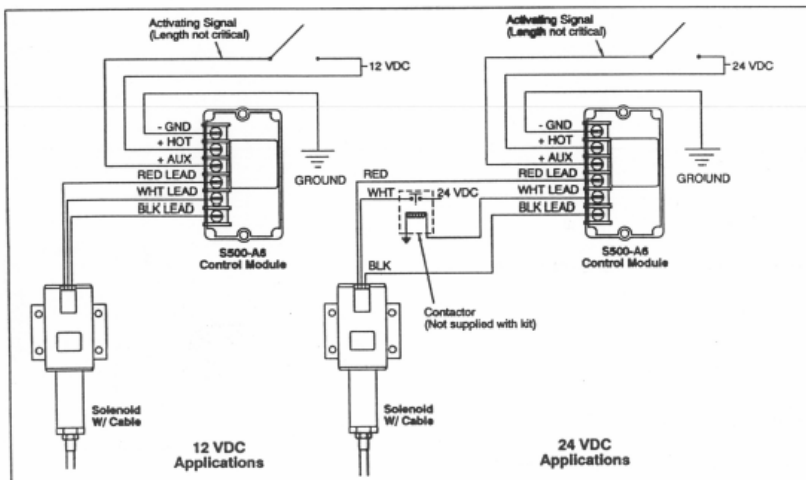 Activating Signal
(Length not critical)
12 VDC
- GND
+ HOT
+ AUX
RED LEAD
WHT LEAD
BLK LEAD
GROUND
S500-A6
Control Module
Solenoid
W/ Cable
12 VDC
Applications
Activating Signal
(Length not critical)
24 VDC
- GND
+ HOT
+ AUX
RED LEAD
WHT LEAD
BLK LEAD
GROUND
RED
WHT
24 VDC
BLK
S500-A6
Control Module
Contactor
(Not supplied with kit)
Solenoid
W/ Cable
24 VDC
Applications